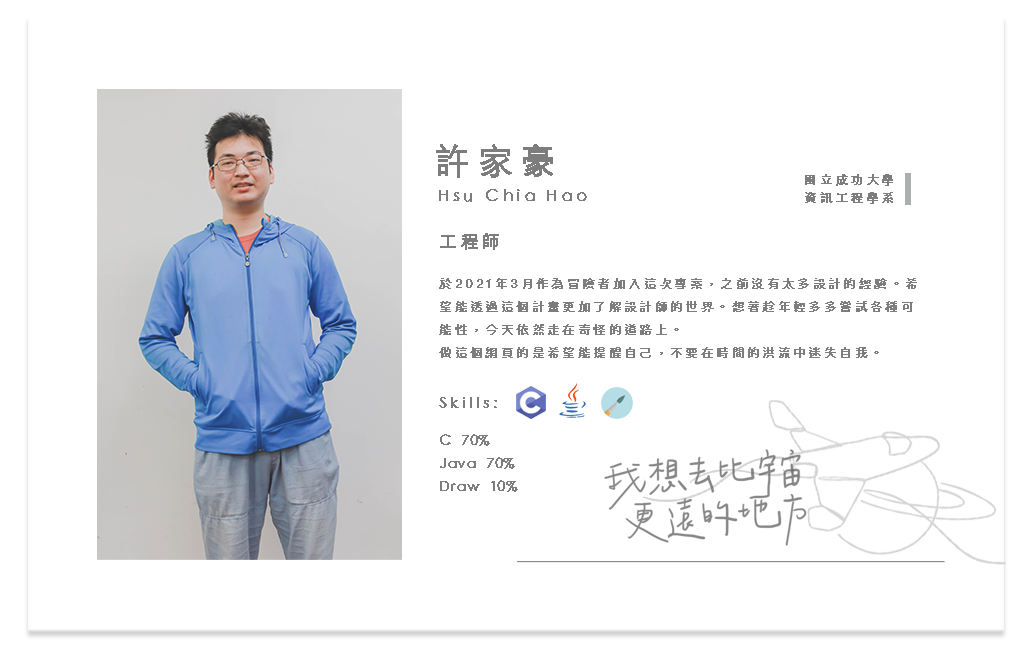 許家豪
Hsu Chia Hao
國立成功大學
資訊工程學系
工程師
於2021年3月作為冒險者加入這次專案，之前沒有太多設計的經驗。希
望能透過這個計畫更加了解設計師的世界。想著趁年輕多多嘗試各種可
能性，今天依然走在奇怪的道路上。
做這個網頁的是希望能提醒自己，不要在時間的洪流中迷失自我。
Skills:
C
C 70%
Java 70%
Draw 10%
我想去比宇宙
更遠的地方